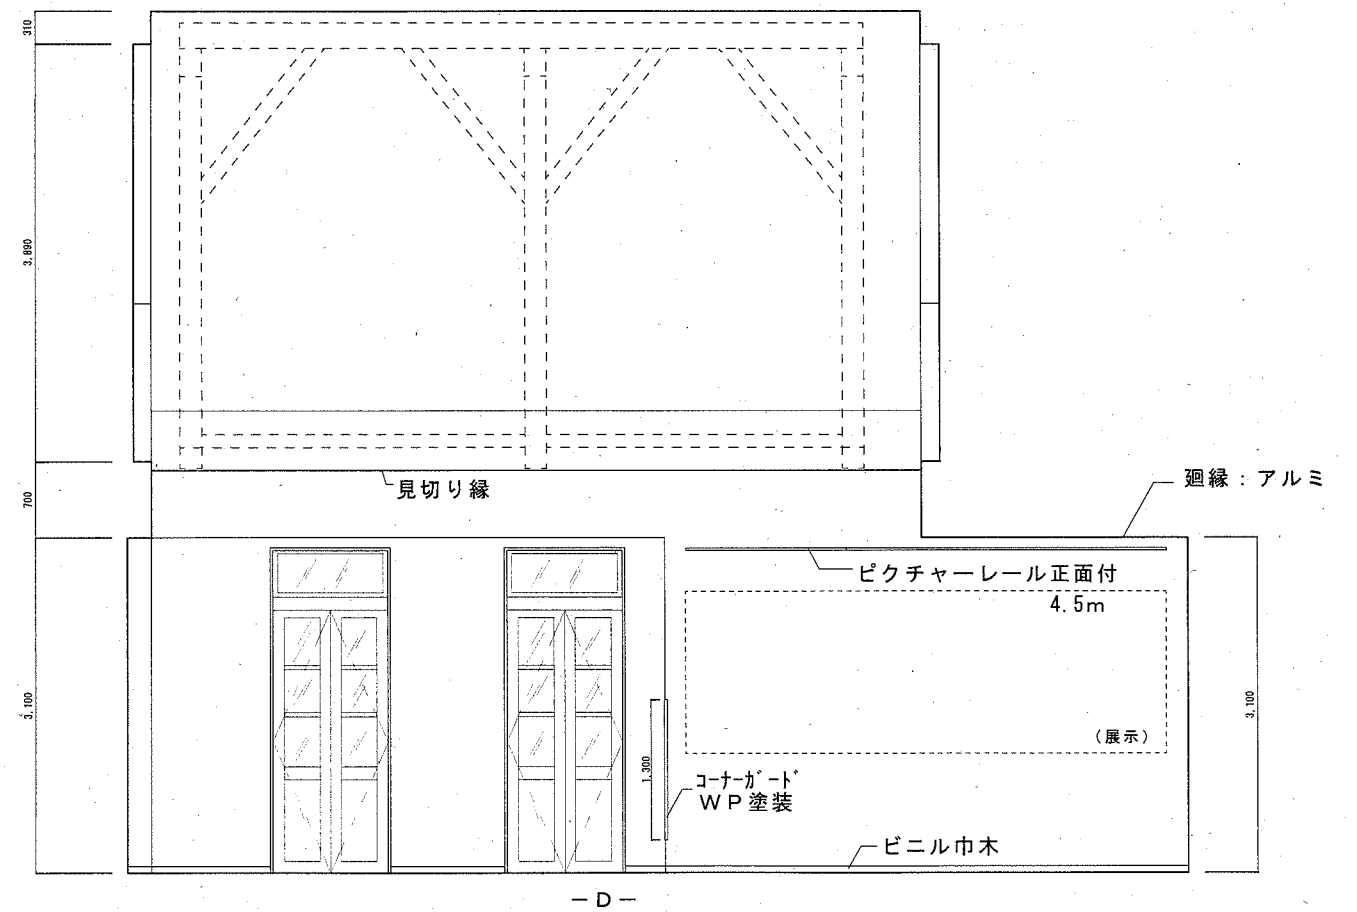 310
3,890
見切り縁
700
廻縁：アルミ
ピクチャーレール正面付
4.5m
3,100
3,100
（展示）
1,300
ｺｰﾅｰｶﾞｰﾄﾞ
ＷＰ塗装
ビニル巾木
－Ｄ－